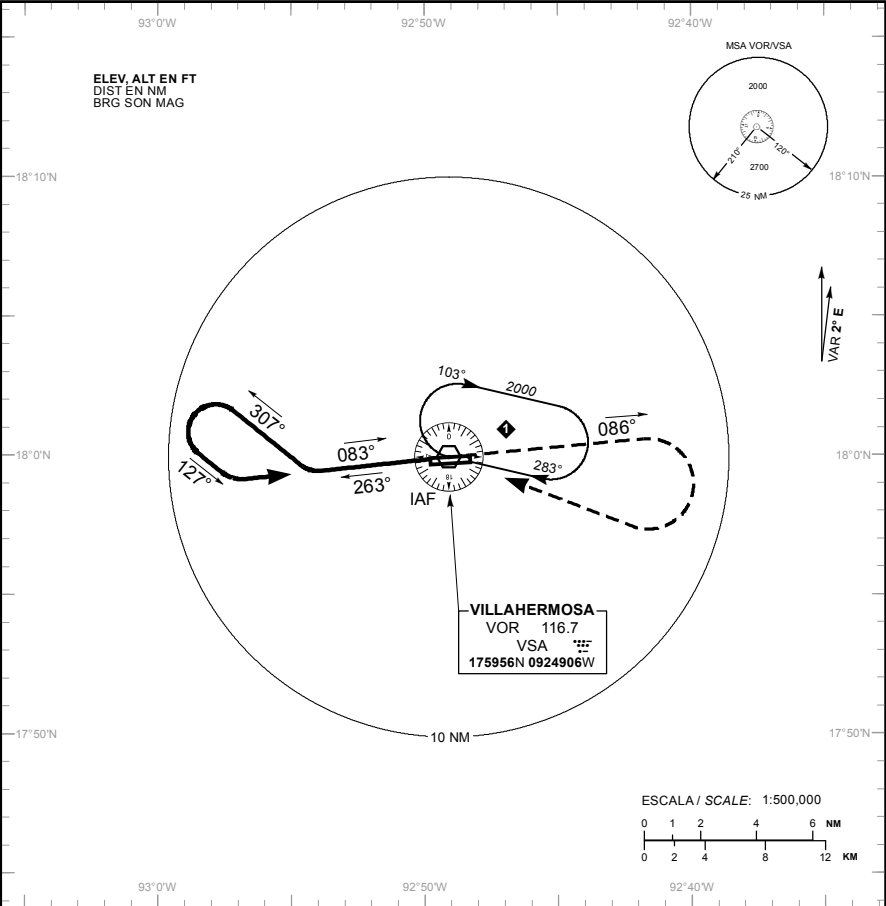 93°0'W 92°50'W 92°40'W
MSA VOR/VSA
ELEV, ALT EN FT
DIST EN NM
BRG SON MAG
2000
210°
120°
2700
25 NM
18°10'N 18°10'N
VAR 2° E
103°
2000
307°
1
086°
083°
18°0'N 18°0'N
127°
263°
283°
0
18
IAF
VILLAHERMOSA
VOR 116.7
VSA
175956N 0924906W
17°50'N 17°50'N
10 NM
ESCALA / SCALE: 1:500,000
0 1 2 4 6 NM
0 2 4 8 12 KM
93°0'W 92°50'W 92°40'W